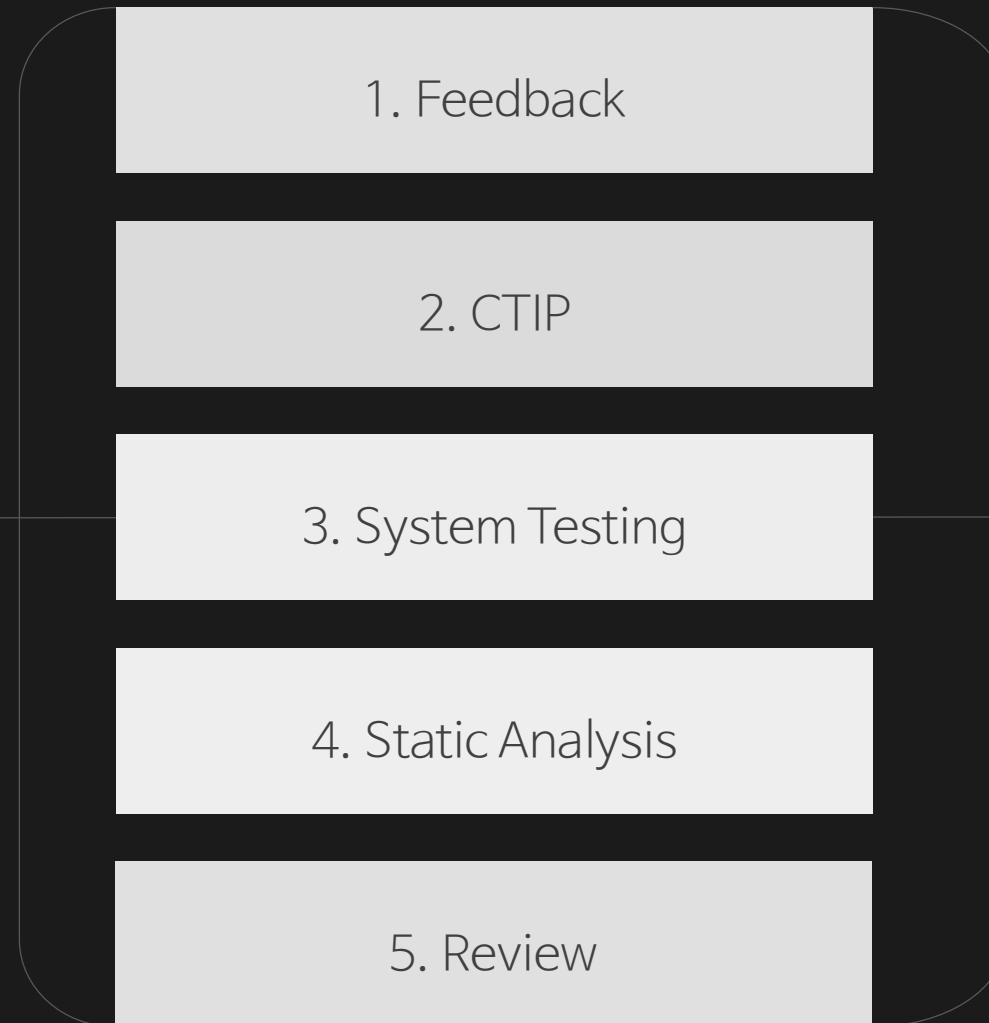 1. Feedback
2. CTIP
3. System Testing
4. Static Analysis
5. Review